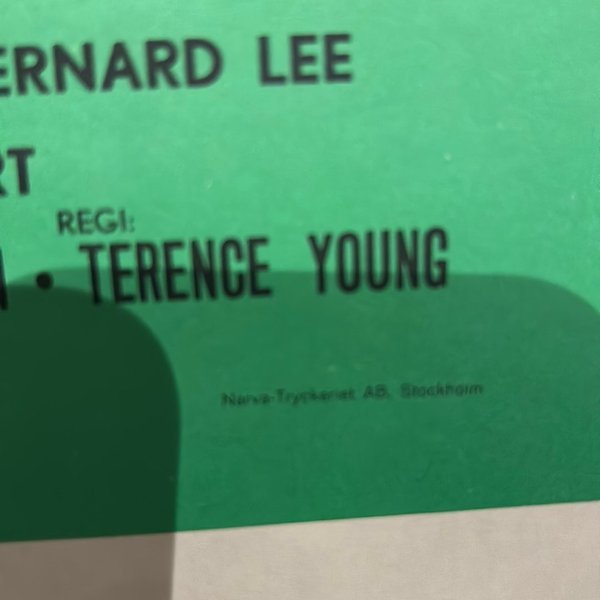 ERNARD LEE
RT
REGI:
• TERENCE YOUNG
Narva-Tryckeriet AB, Stockholm